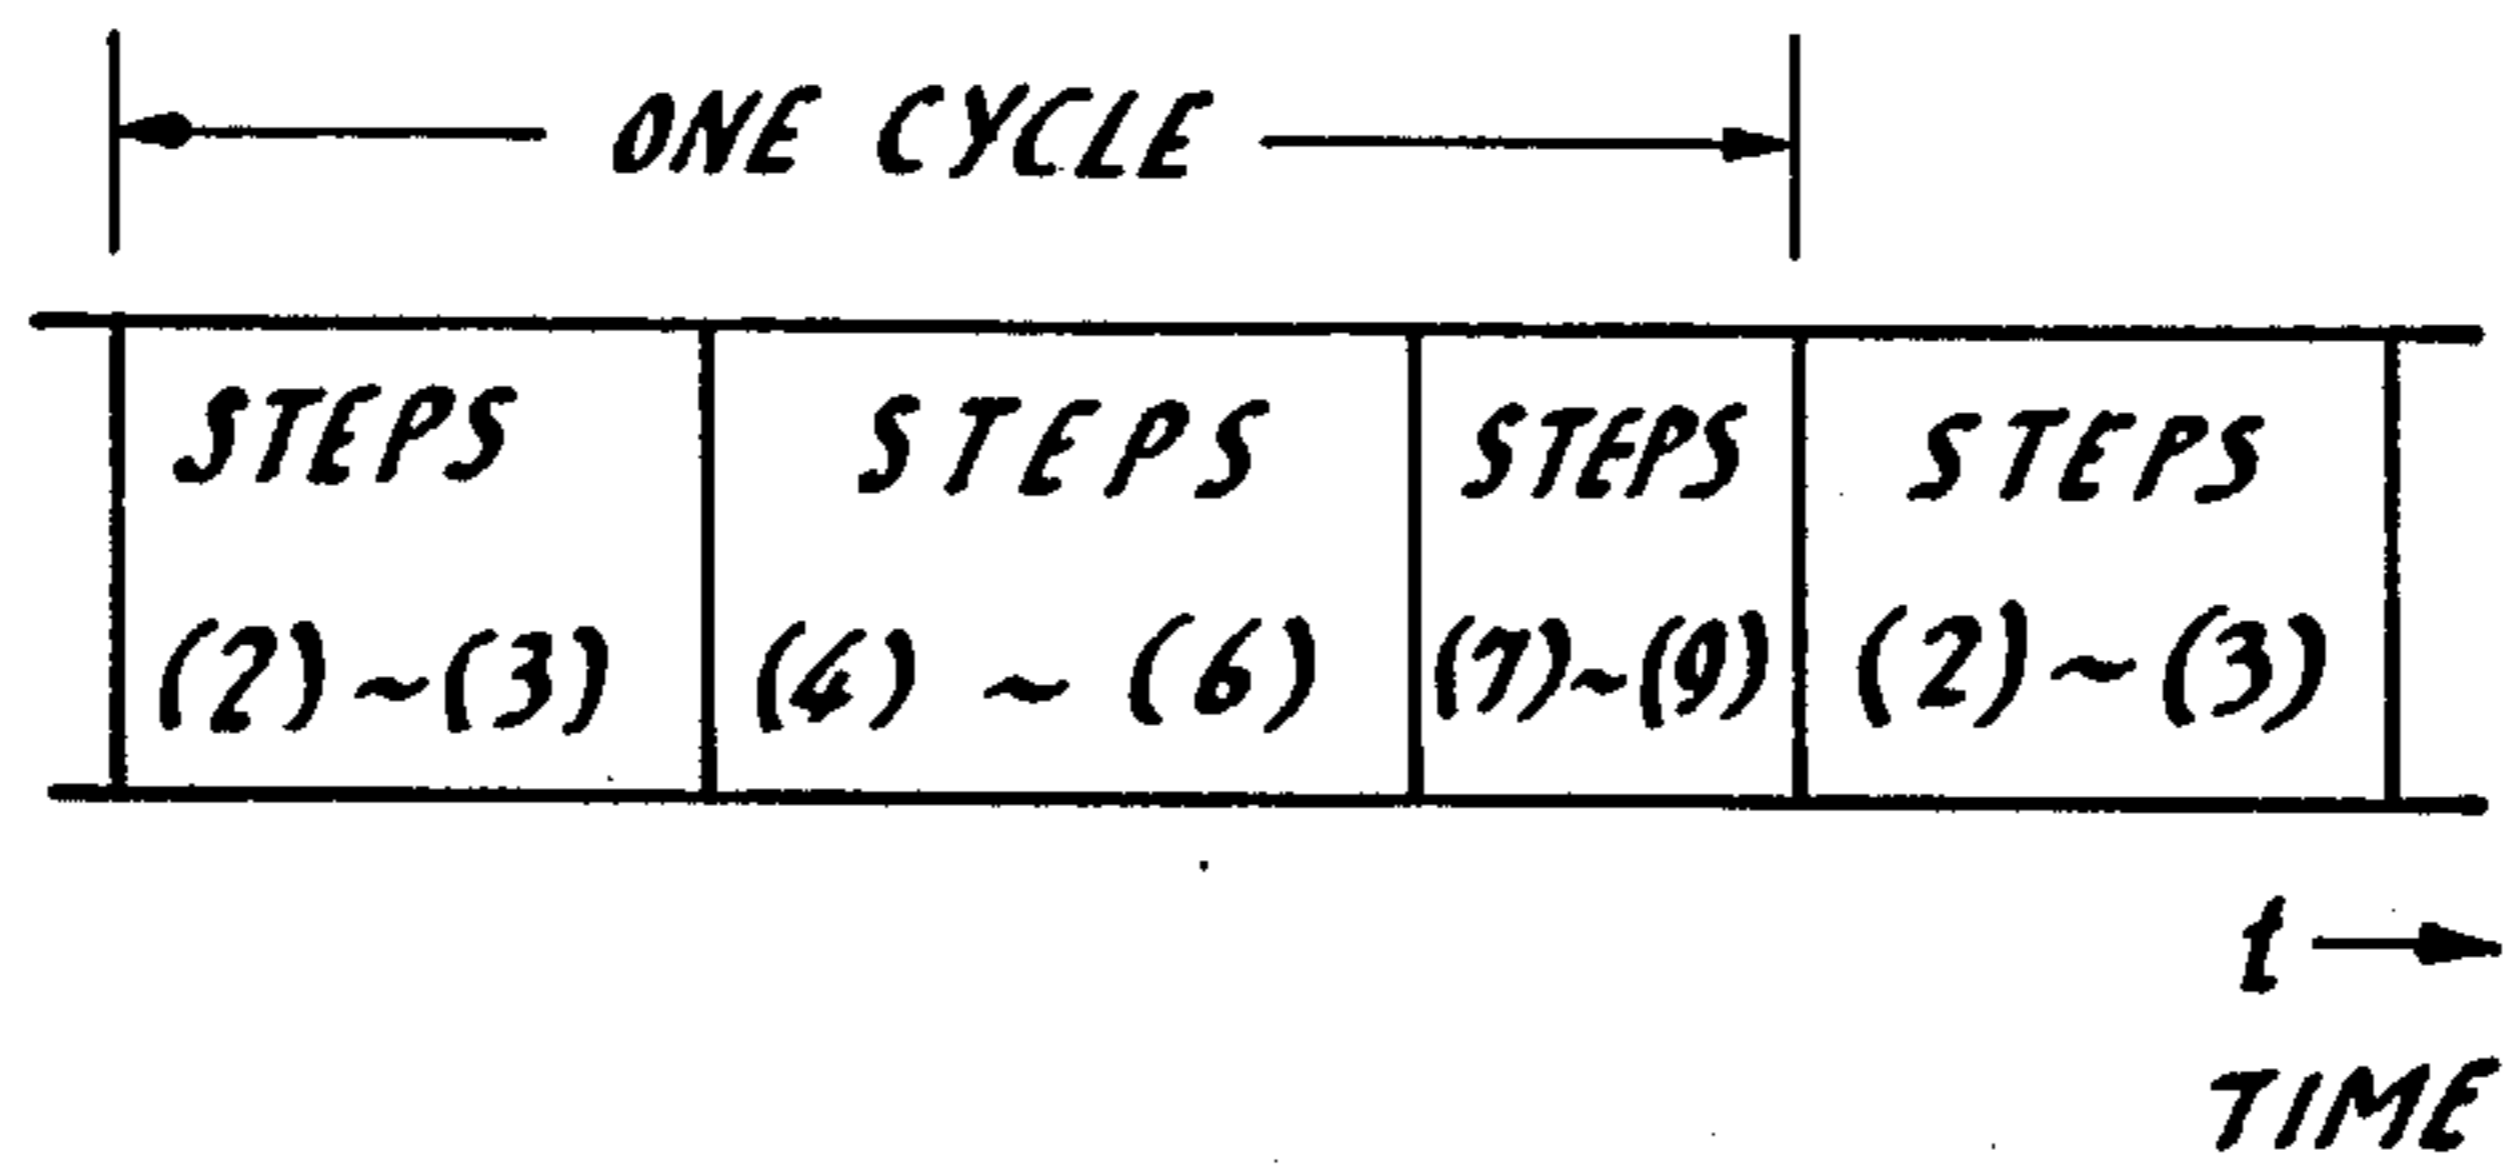 ONE CYCLE
STEPS STEPS STEPS STEPS
(2)~(3) (4) ~ (6) (7)~(9) (2)~(3)
t
TIME